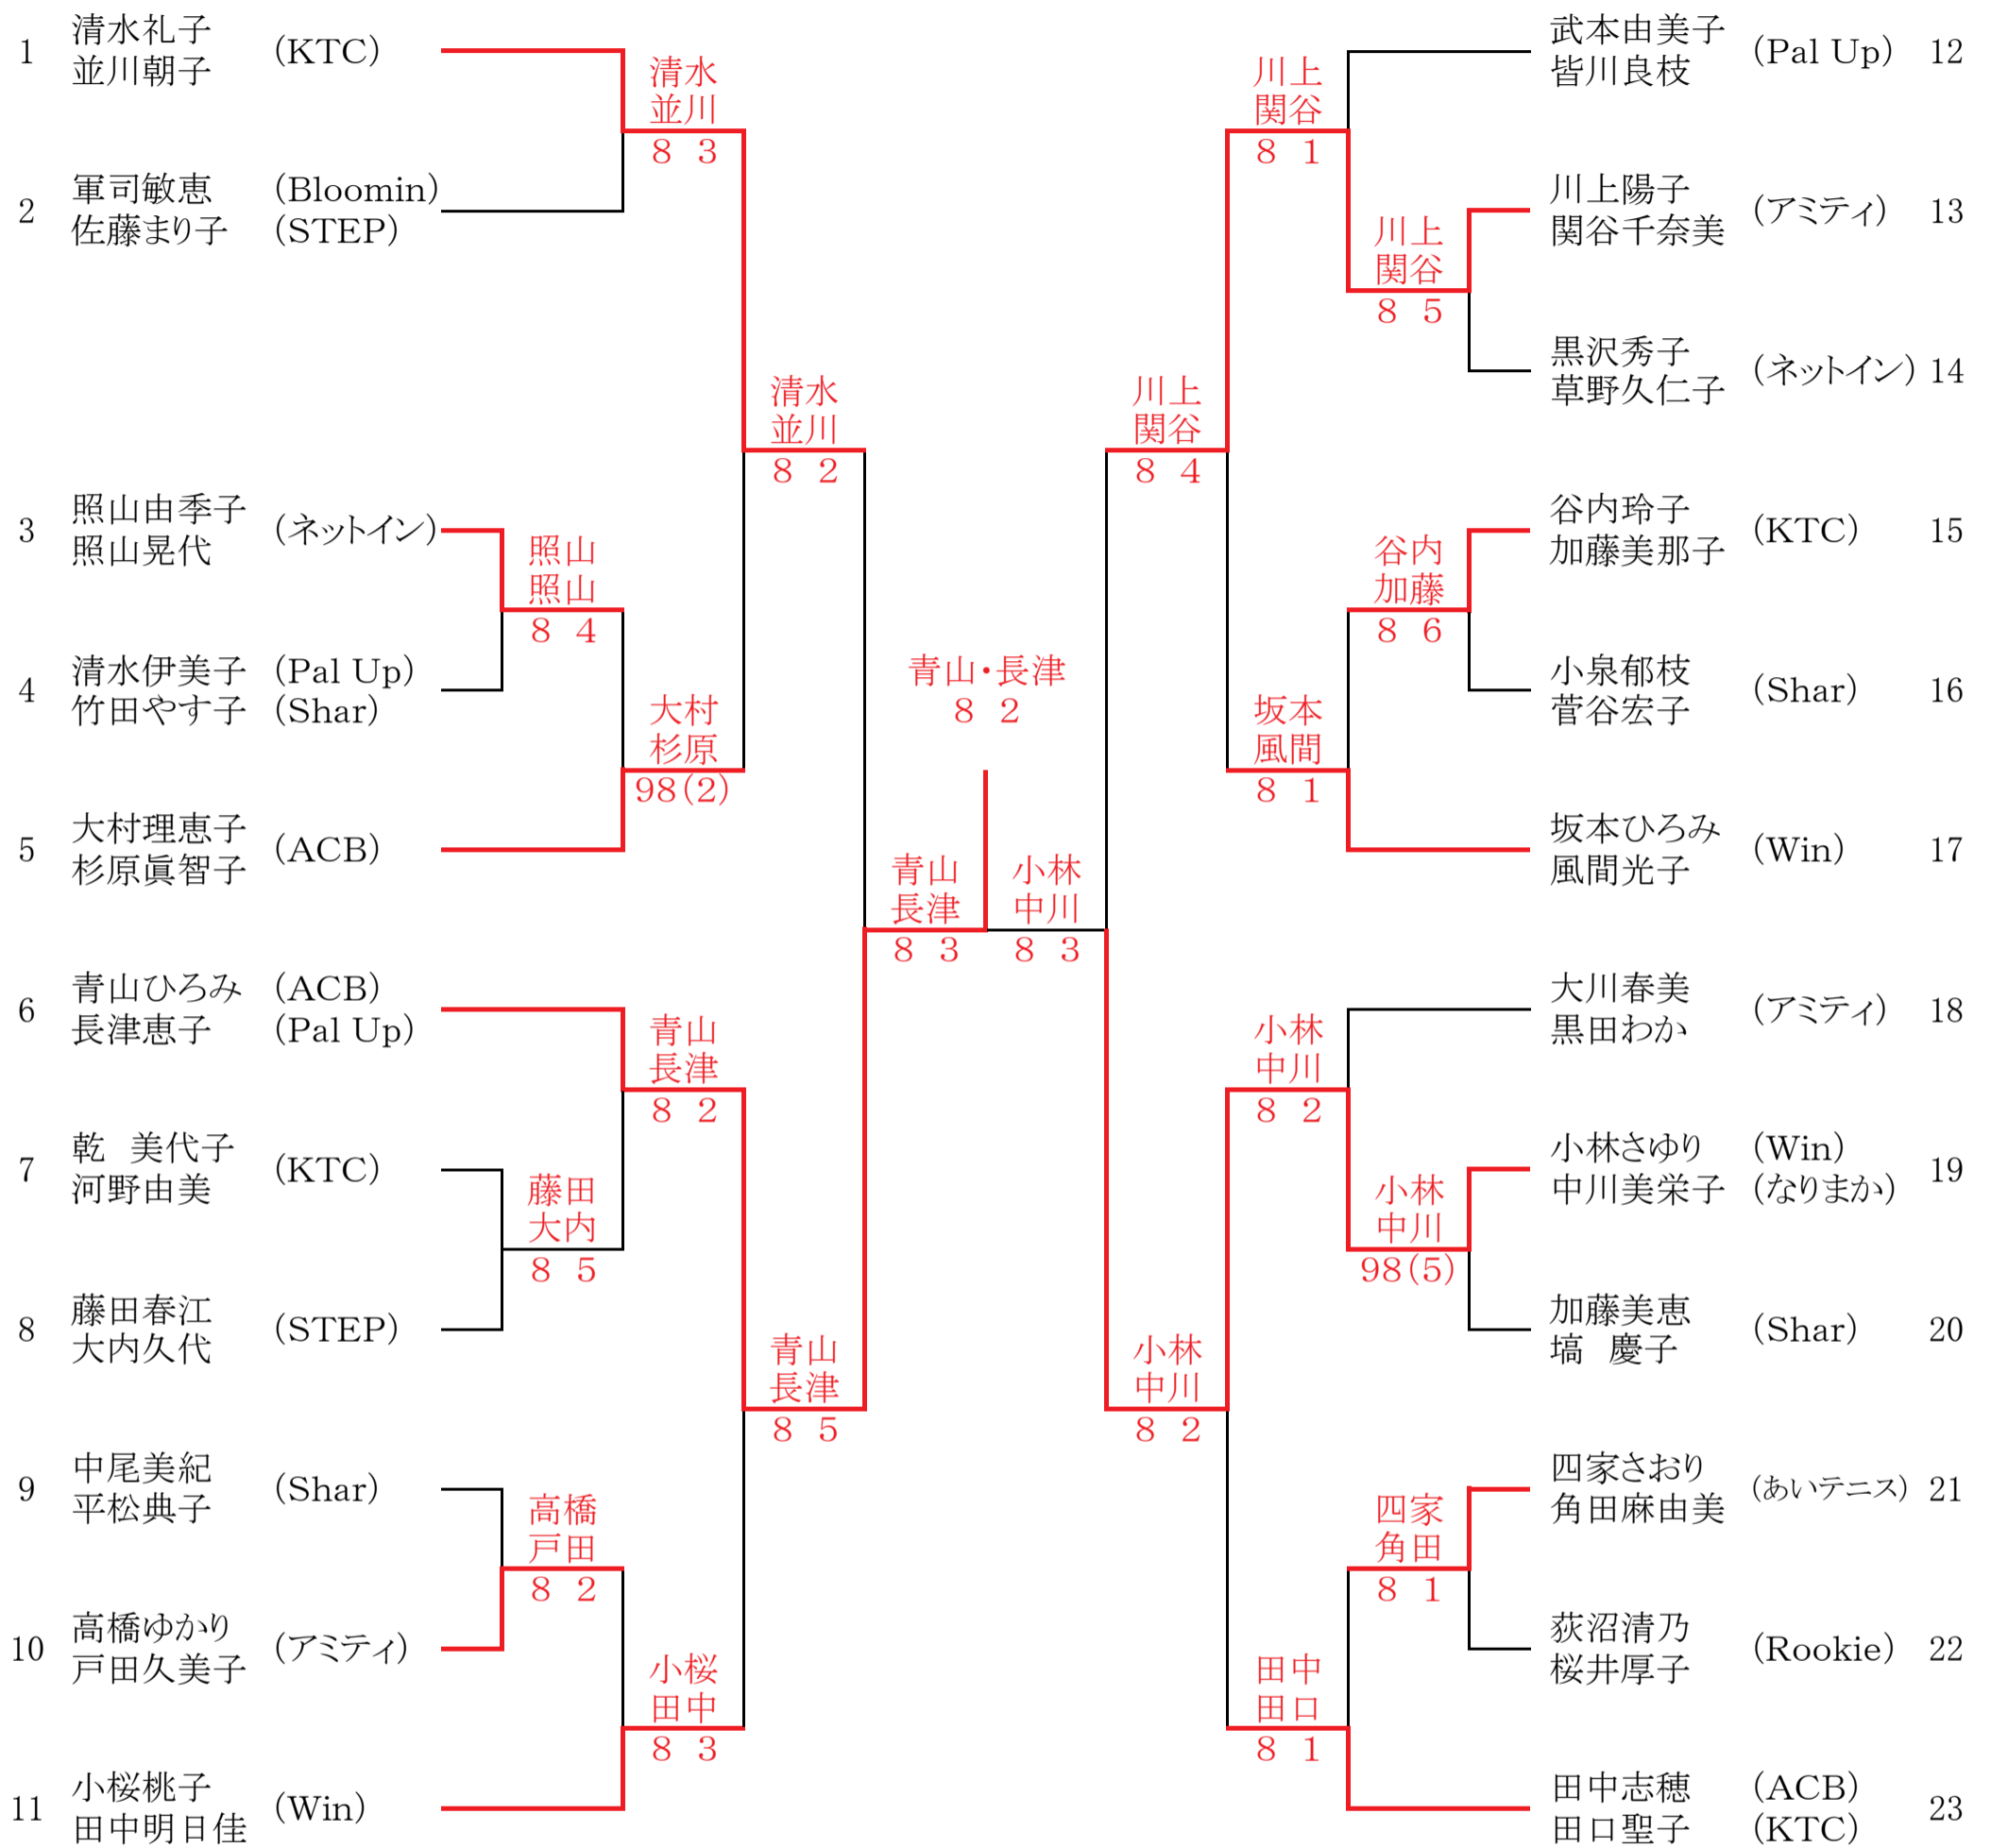 1 清水礼子 (KTC)
並川朝子
2 軍司敏恵 (Bloomin)
佐藤まり子 (STEP)
3 照山由季子 (ネットイン)
照山晃代
4 清水伊美子 (Pal Up)
竹田やす子 (Shar)
5 大村理恵子 (ACB)
杉原眞智子
6 青山ひろみ (ACB)
長津恵子 (Pal Up)
7 乾 美代子 (KTC)
河野由美
8 藤田春江 (STEP)
大内久代
9 中尾美紀 (Shar)
平松典子
10 高橋ゆかり (アミティ)
戸田久美子
11 小桜桃子 (Win)
田中明日佳
照山
照山
8 4
藤田
大内
8 5
高橋
戸田
8 2
清水
並川
8 3
大村
杉原
98(2)
青山
長津
8 2
小桜
田中
8 3
清水
並川
8 2
青山
長津
8 5
青山
長津
8 3
青山・長津
8 2
小林
中川
8 3
川上
関谷
8 4
小林
中川
8 2
川上
関谷
8 1
坂本
風間
8 1
小林
中川
8 2
田中
田口
8 1
川上
関谷
8 5
谷内
加藤
8 6
小林
中川
98(5)
四家
角田
8 1
武本由美子 (Pal Up) 12
皆川良枝
川上陽子 (アミティ) 13
関谷千奈美
黒沢秀子 (ネットイン) 14
草野久仁子
谷内玲子 (KTC) 15
加藤美那子
小泉郁枝 (Shar) 16
菅谷宏子
坂本ひろみ (Win) 17
風間光子
大川春美 (アミティ) 18
黒田わか
小林さゆり (Win) 19
中川美栄子 (なりまか)
加藤美恵 (Shar) 20
塙 慶子
四家さおり (あいテニス) 21
角田麻由美
荻沼清乃 (Rookie) 22
桜井厚子
田中志穂 (ACB) 23
田口聖子 (KTC)